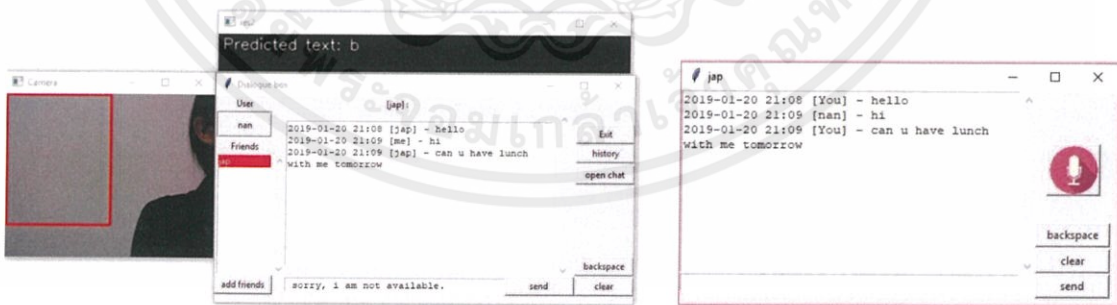 Predicted text: b
Camera
Dialogue box
User
[jap]:
nan
Friends
jap
2019-01-20 21:08 [jap] - hello
2019-01-20 21:09 [me] - hi
2019-01-20 21:09 [jap] - can u have lunch
with me tomorrow
Exit
history
open chat
backspace
add friends
sorry, i am not available.
send
clear
jap
2019-01-20 21:08 [You] - hello
2019-01-20 21:09 [nan] - hi
2019-01-20 21:09 [You] - can u have lunch
with me tomorrow
backspace
clear
send